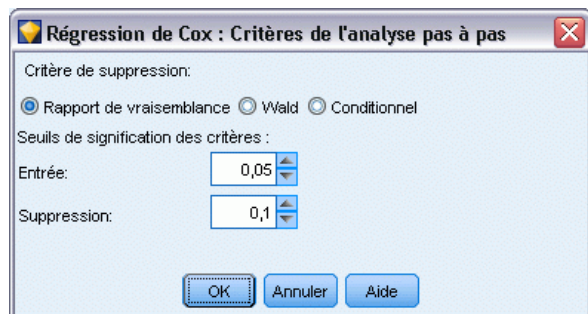 Régression de Cox : Critères de l'analyse pas à pas
Critère de suppression:
Rapport de vraisemblance Wald Conditionnel
Seuils de signification des critères :
Entrée: 0,05
Suppression: 0,1
OK Annuler Aide